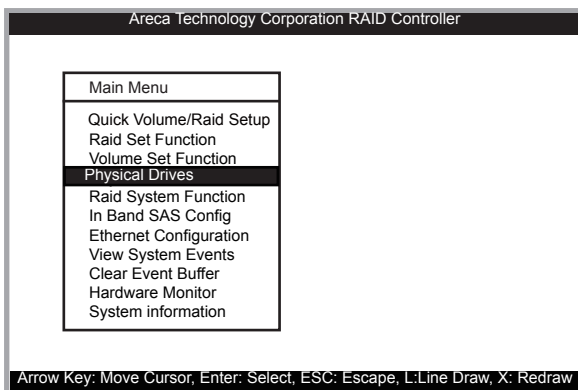 Areca Technology Corporation RAID Controller
Main Menu
Quick Volume/Raid Setup
Raid Set Function
Volume Set Function
Physical Drives
Raid System Function
In Band SAS Config
Ethernet Configuration
View System Events
Clear Event Buffer
Hardware Monitor
System information
Arrow Key: Move Cursor, Enter: Select, ESC: Escape, L:Line Draw, X: Redraw